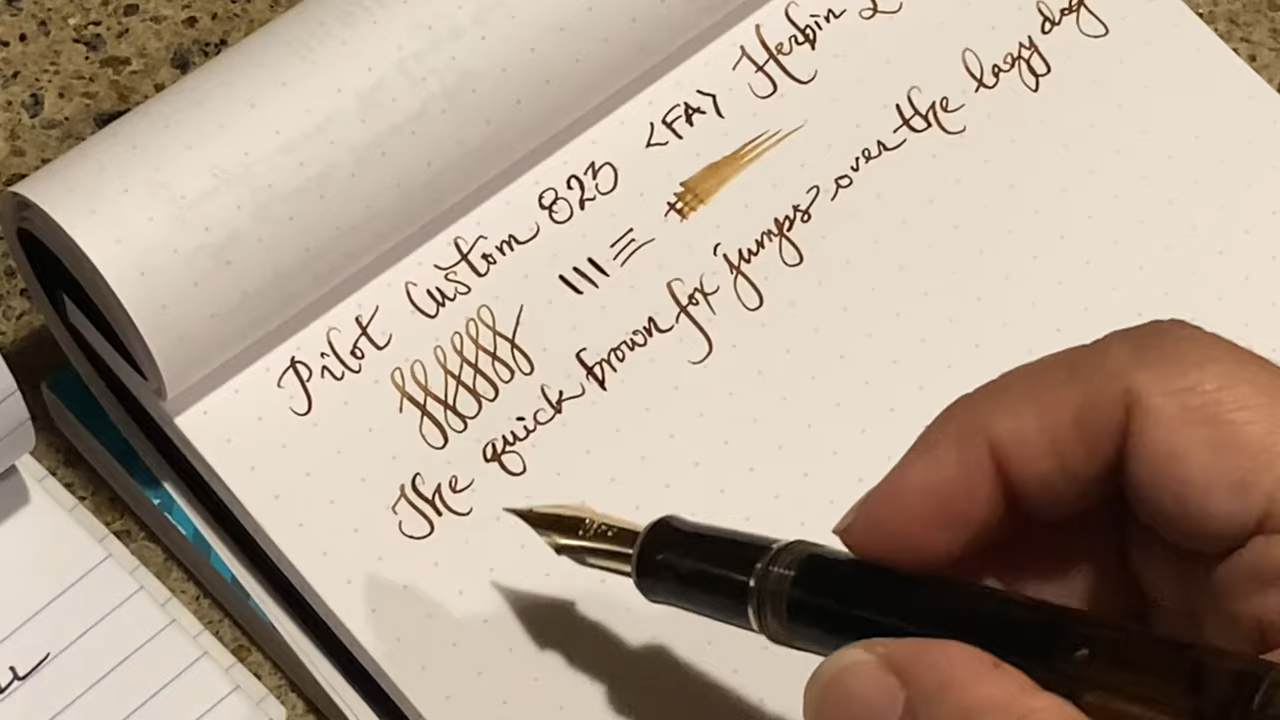 Pilot Custom 823 <FA> Herbin
The quick brown fox jumps over the lazy dog